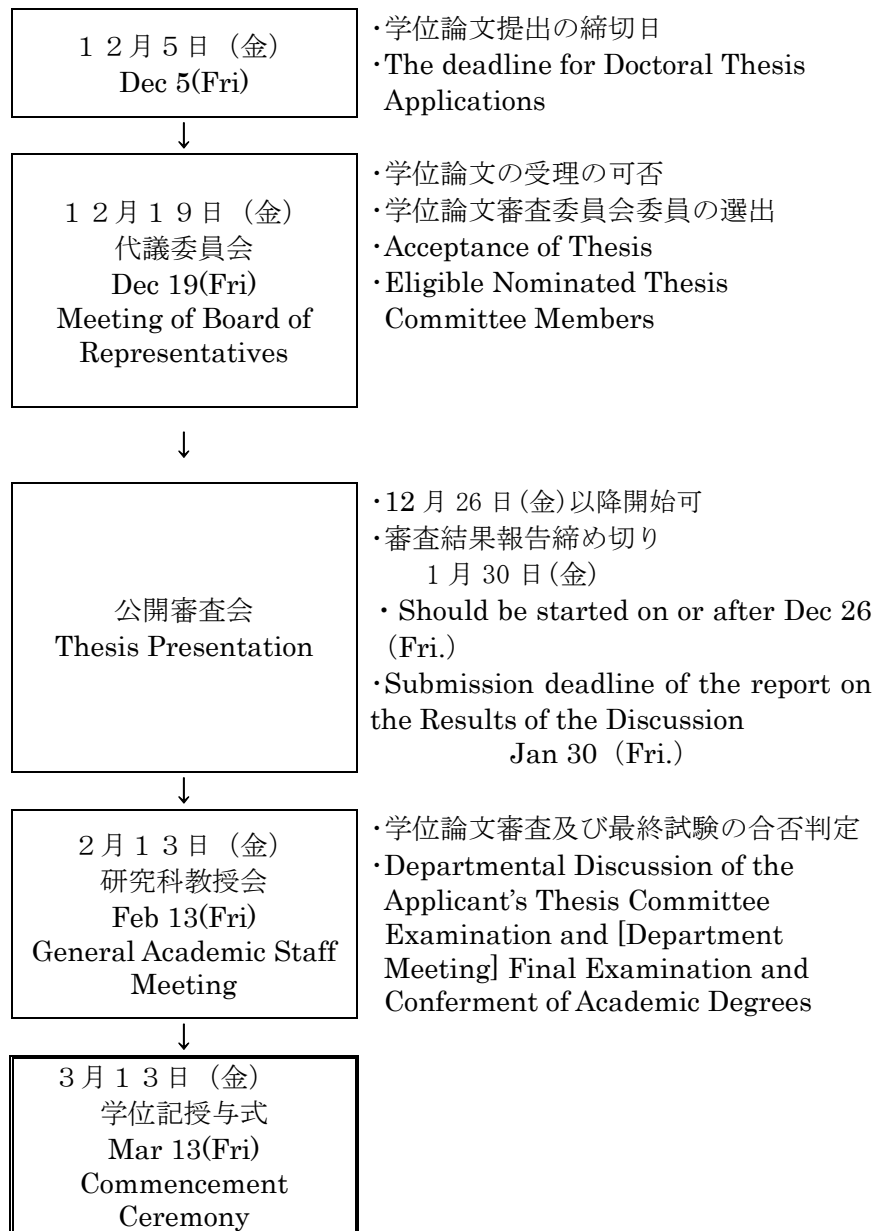 １２月５日（金）
Dec 5(Fri)
・学位論文提出の締切日
・The deadline for Doctoral Thesis
Applications
↓
１２月１９日（金）
代議委員会
Dec 19(Fri)
Meeting of Board of
Representatives
・学位論文の受理の可否
・学位論文審査委員会委員の選出
・Acceptance of Thesis
・Eligible Nominated Thesis
Committee Members
↓
公開審査会
Thesis Presentation
・12 月 26 日(金)以降開始可
・審査結果報告締め切り
1 月 30 日(金)
・Should be started on or after Dec 26
（Fri.）
・Submission deadline of the report on
the Results of the Discussion
Jan 30（Fri.）
↓
２月１３日（金）
研究科教授会
Feb 13(Fri)
General Academic Staff
Meeting
・学位論文審査及び最終試験の合否判定
・Departmental Discussion of the
Applicant’s Thesis Committee
Examination and [Department
Meeting] Final Examination and
Conferment of Academic Degrees
↓
３月１３日（金）
学位記授与式
Mar 13(Fri)
Commencement
Ceremony